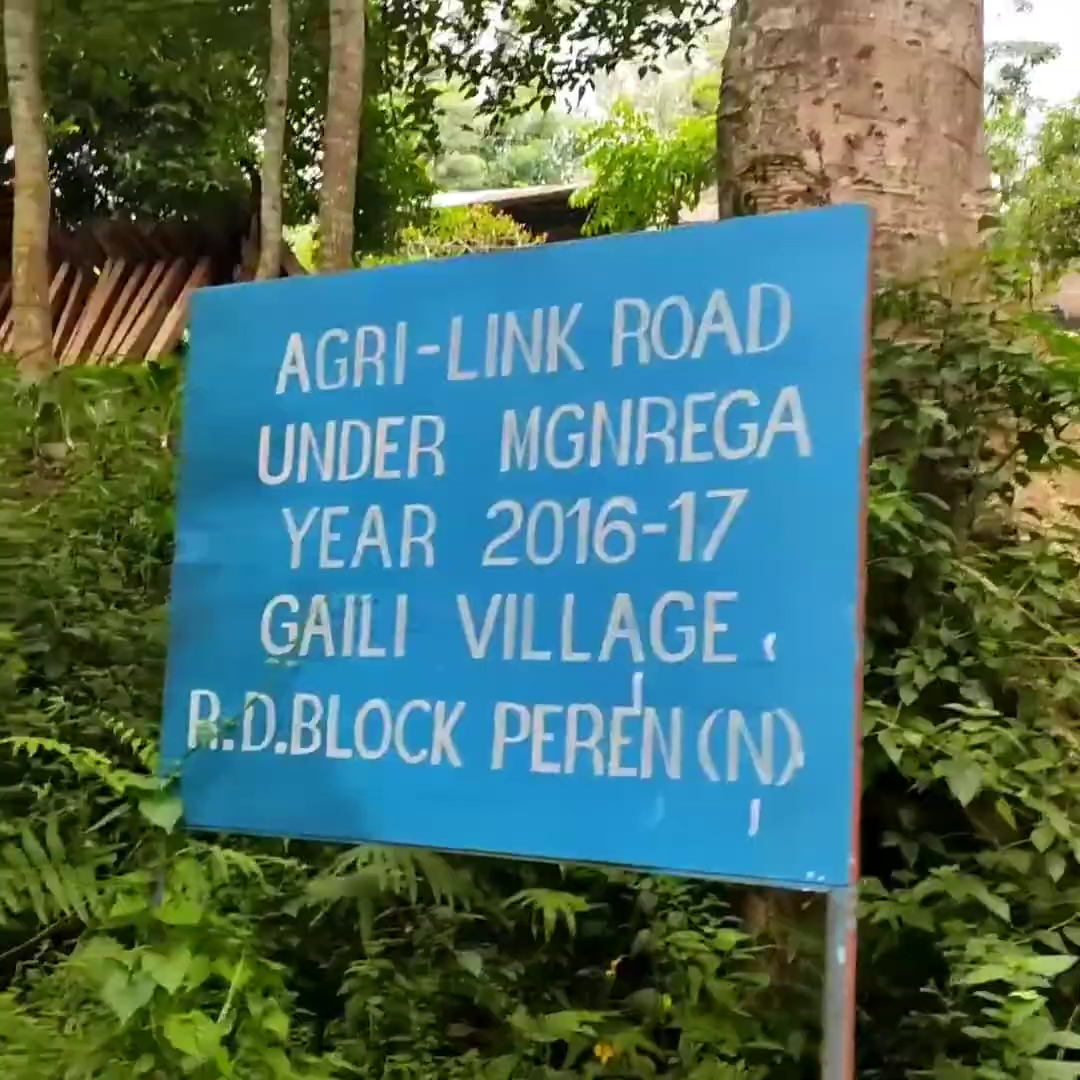 AGRI-LINK ROAD
UNDER MGNREGA
YEAR 2016-17
GAILI VILLAGE,
R.D.BLOCK PEREN (N)